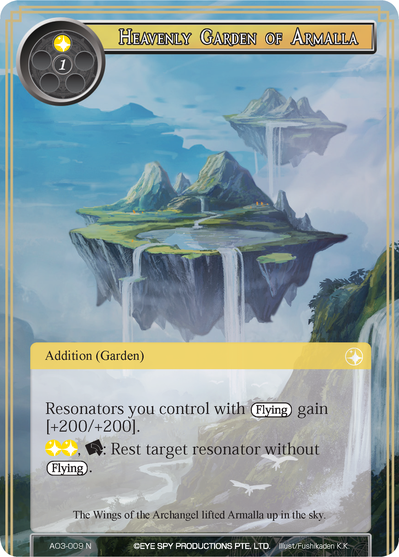 HEAVENLY GARDEN OF ARMALLA
1
Addition (Garden)
Resonators you control with Flying gain
[+200/+200].
, : Rest target resonator without
Flying.
The Wings of the Archangel lifted Armalla up in the sky.
A03-009 N ©EYE SPY PRODUCTIONS PTE. LTD. Illust/Fushikaden K.K.